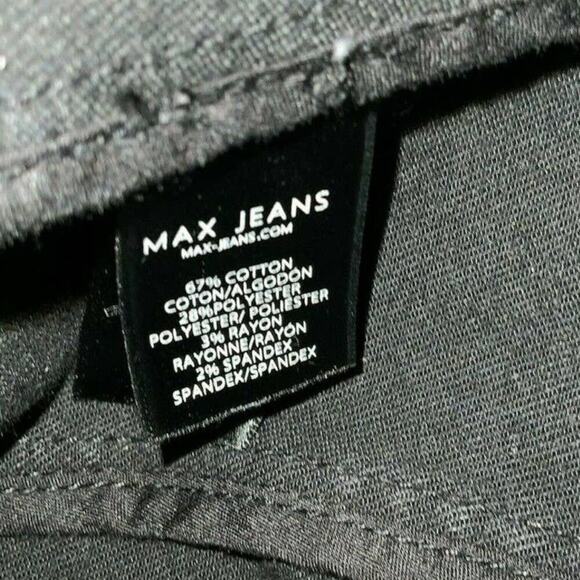 MAX JEANS
MAX-JEANS.COM
67% COTTON
COTON/ALGODON
28%POLYESTER
POLYESTER/ POLIESTER
3% RAYON
RAYONNE/RAYON
2% SPANDEX
SPANDEX/SPANDEX